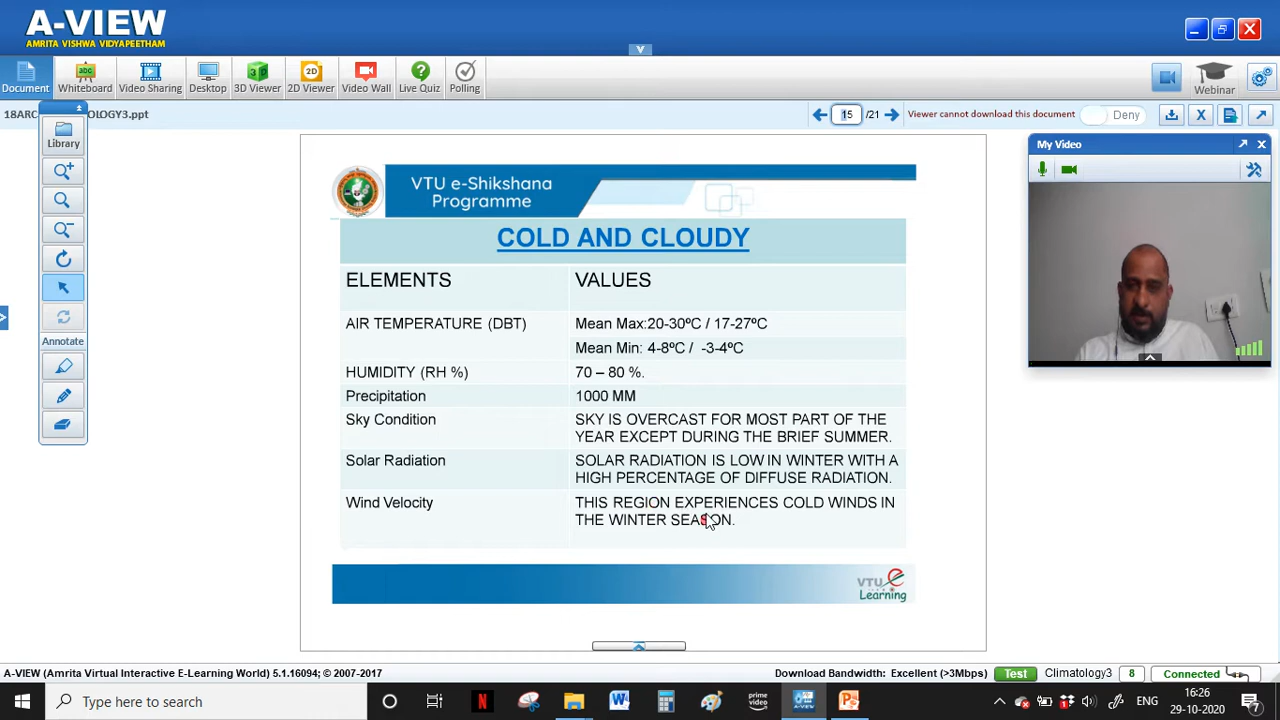 A-VIEW
AMRITA VISHWA VIDYAPEETHAM
Document
Whiteboard
Video Sharing
Desktop
3D Viewer
2D Viewer
Video Wall
Live Quiz
Polling
Webinar
15 /21
Viewer cannot download this document
Deny
Library
Annotate
My Video
VTU e-Shikshana
Programme
COLD AND CLOUDY
ELEMENTS VALUES
AIR TEMPERATURE (DBT) Mean Max:20-30ºC / 17-27ºC
Mean Min: 4-8ºC / -3-4ºC
HUMIDITY (RH %) 70 – 80 %.
Precipitation 1000 MM
Sky Condition SKY IS OVERCAST FOR MOST PART OF THE
YEAR EXCEPT DURING THE BRIEF SUMMER.
Solar Radiation SOLAR RADIATION IS LOW IN WINTER WITH A
HIGH PERCENTAGE OF DIFFUSE RADIATION.
Wind Velocity THIS REGION EXPERIENCES COLD WINDS IN
THE WINTER SEASON.
VTU e
Learning
A-VIEW (Amrita Virtual Interactive E-Learning World) 5.1.16094; © 2007-2017
Download Bandwidth: Excellent (>3Mbps) Test Climatology3 8 Connected
Type here to search
prime
video
ENG
16:26
29-10-2020
7